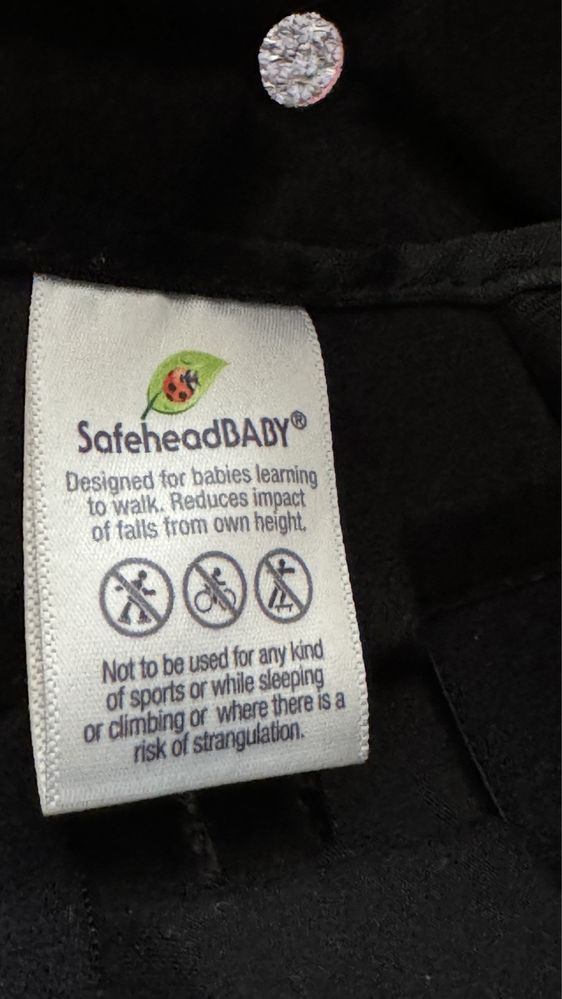 SafeheadBABY®
Designed for babies learning
to walk. Reduces impact
of falls from own height.
Not to be used for any kind
of sports or while sleeping
or climbing or where there is a
risk of strangulation.